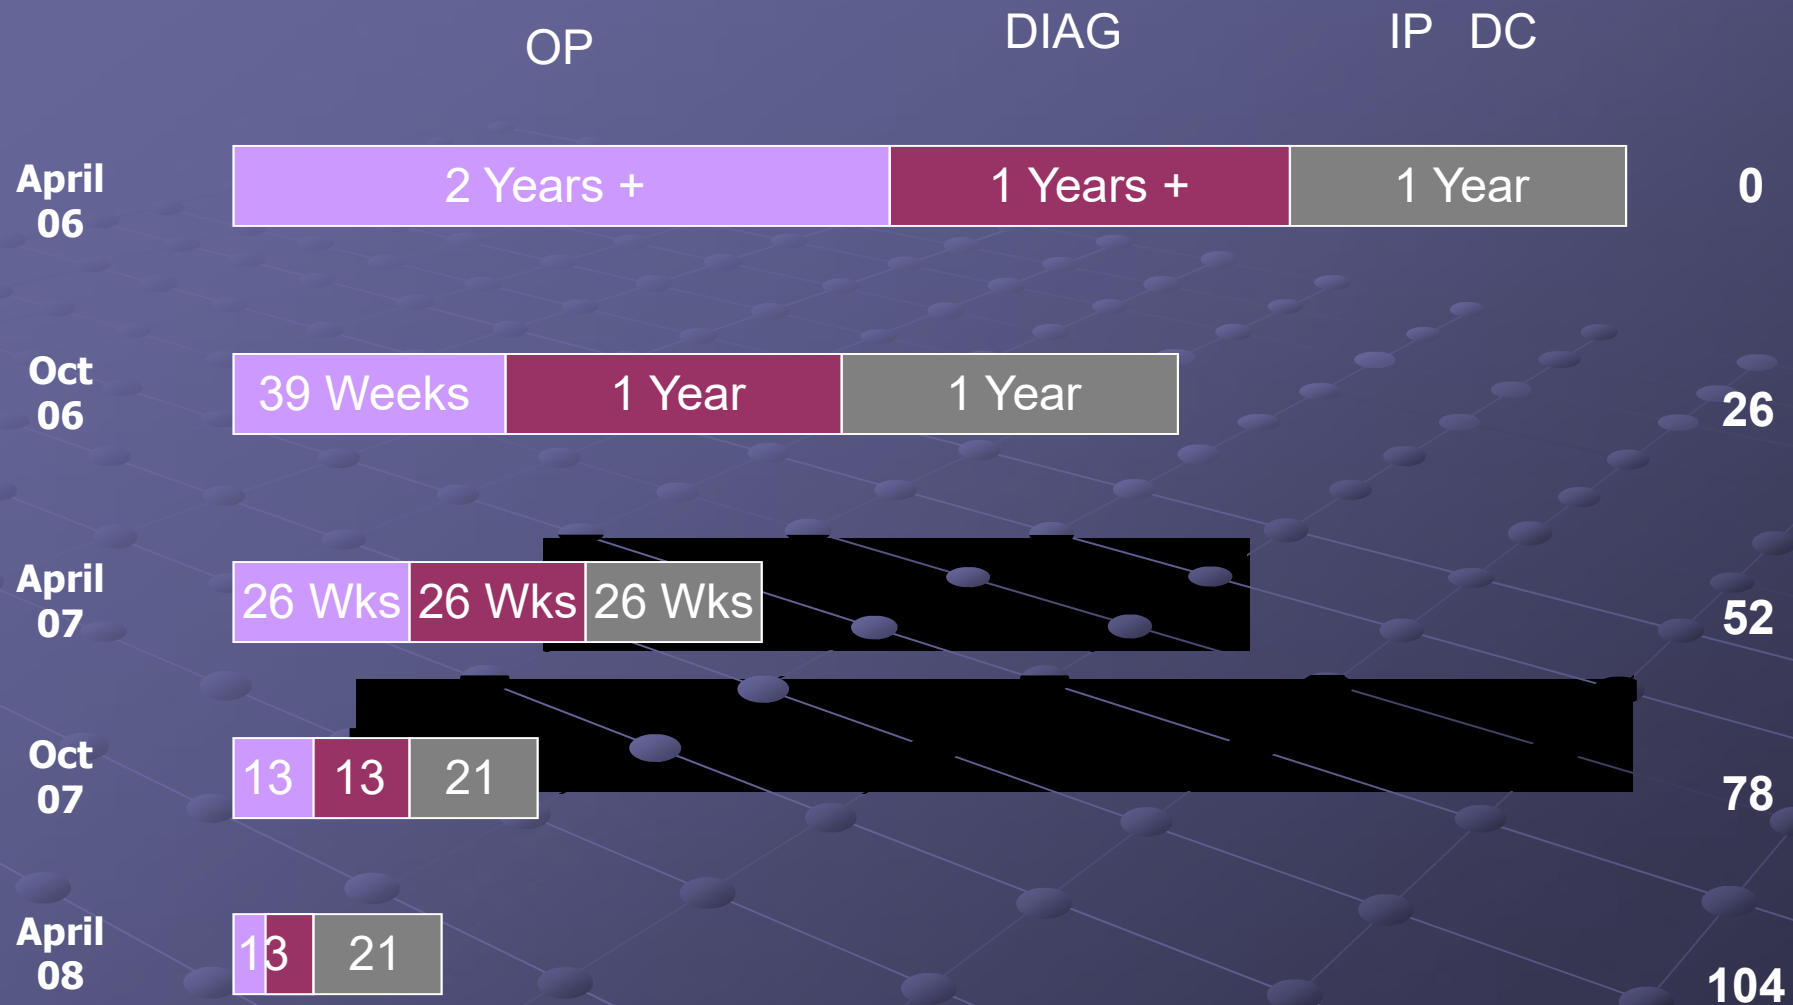 OP DIAG IP DC
April
06
2 Years + 1 Years + 1 Year 0
Oct
06
39 Weeks 1 Year 1 Year 26
April
07
26 Wks 26 Wks 26 Wks 52
Oct
07
13 13 21 78
April
08
13 21 104